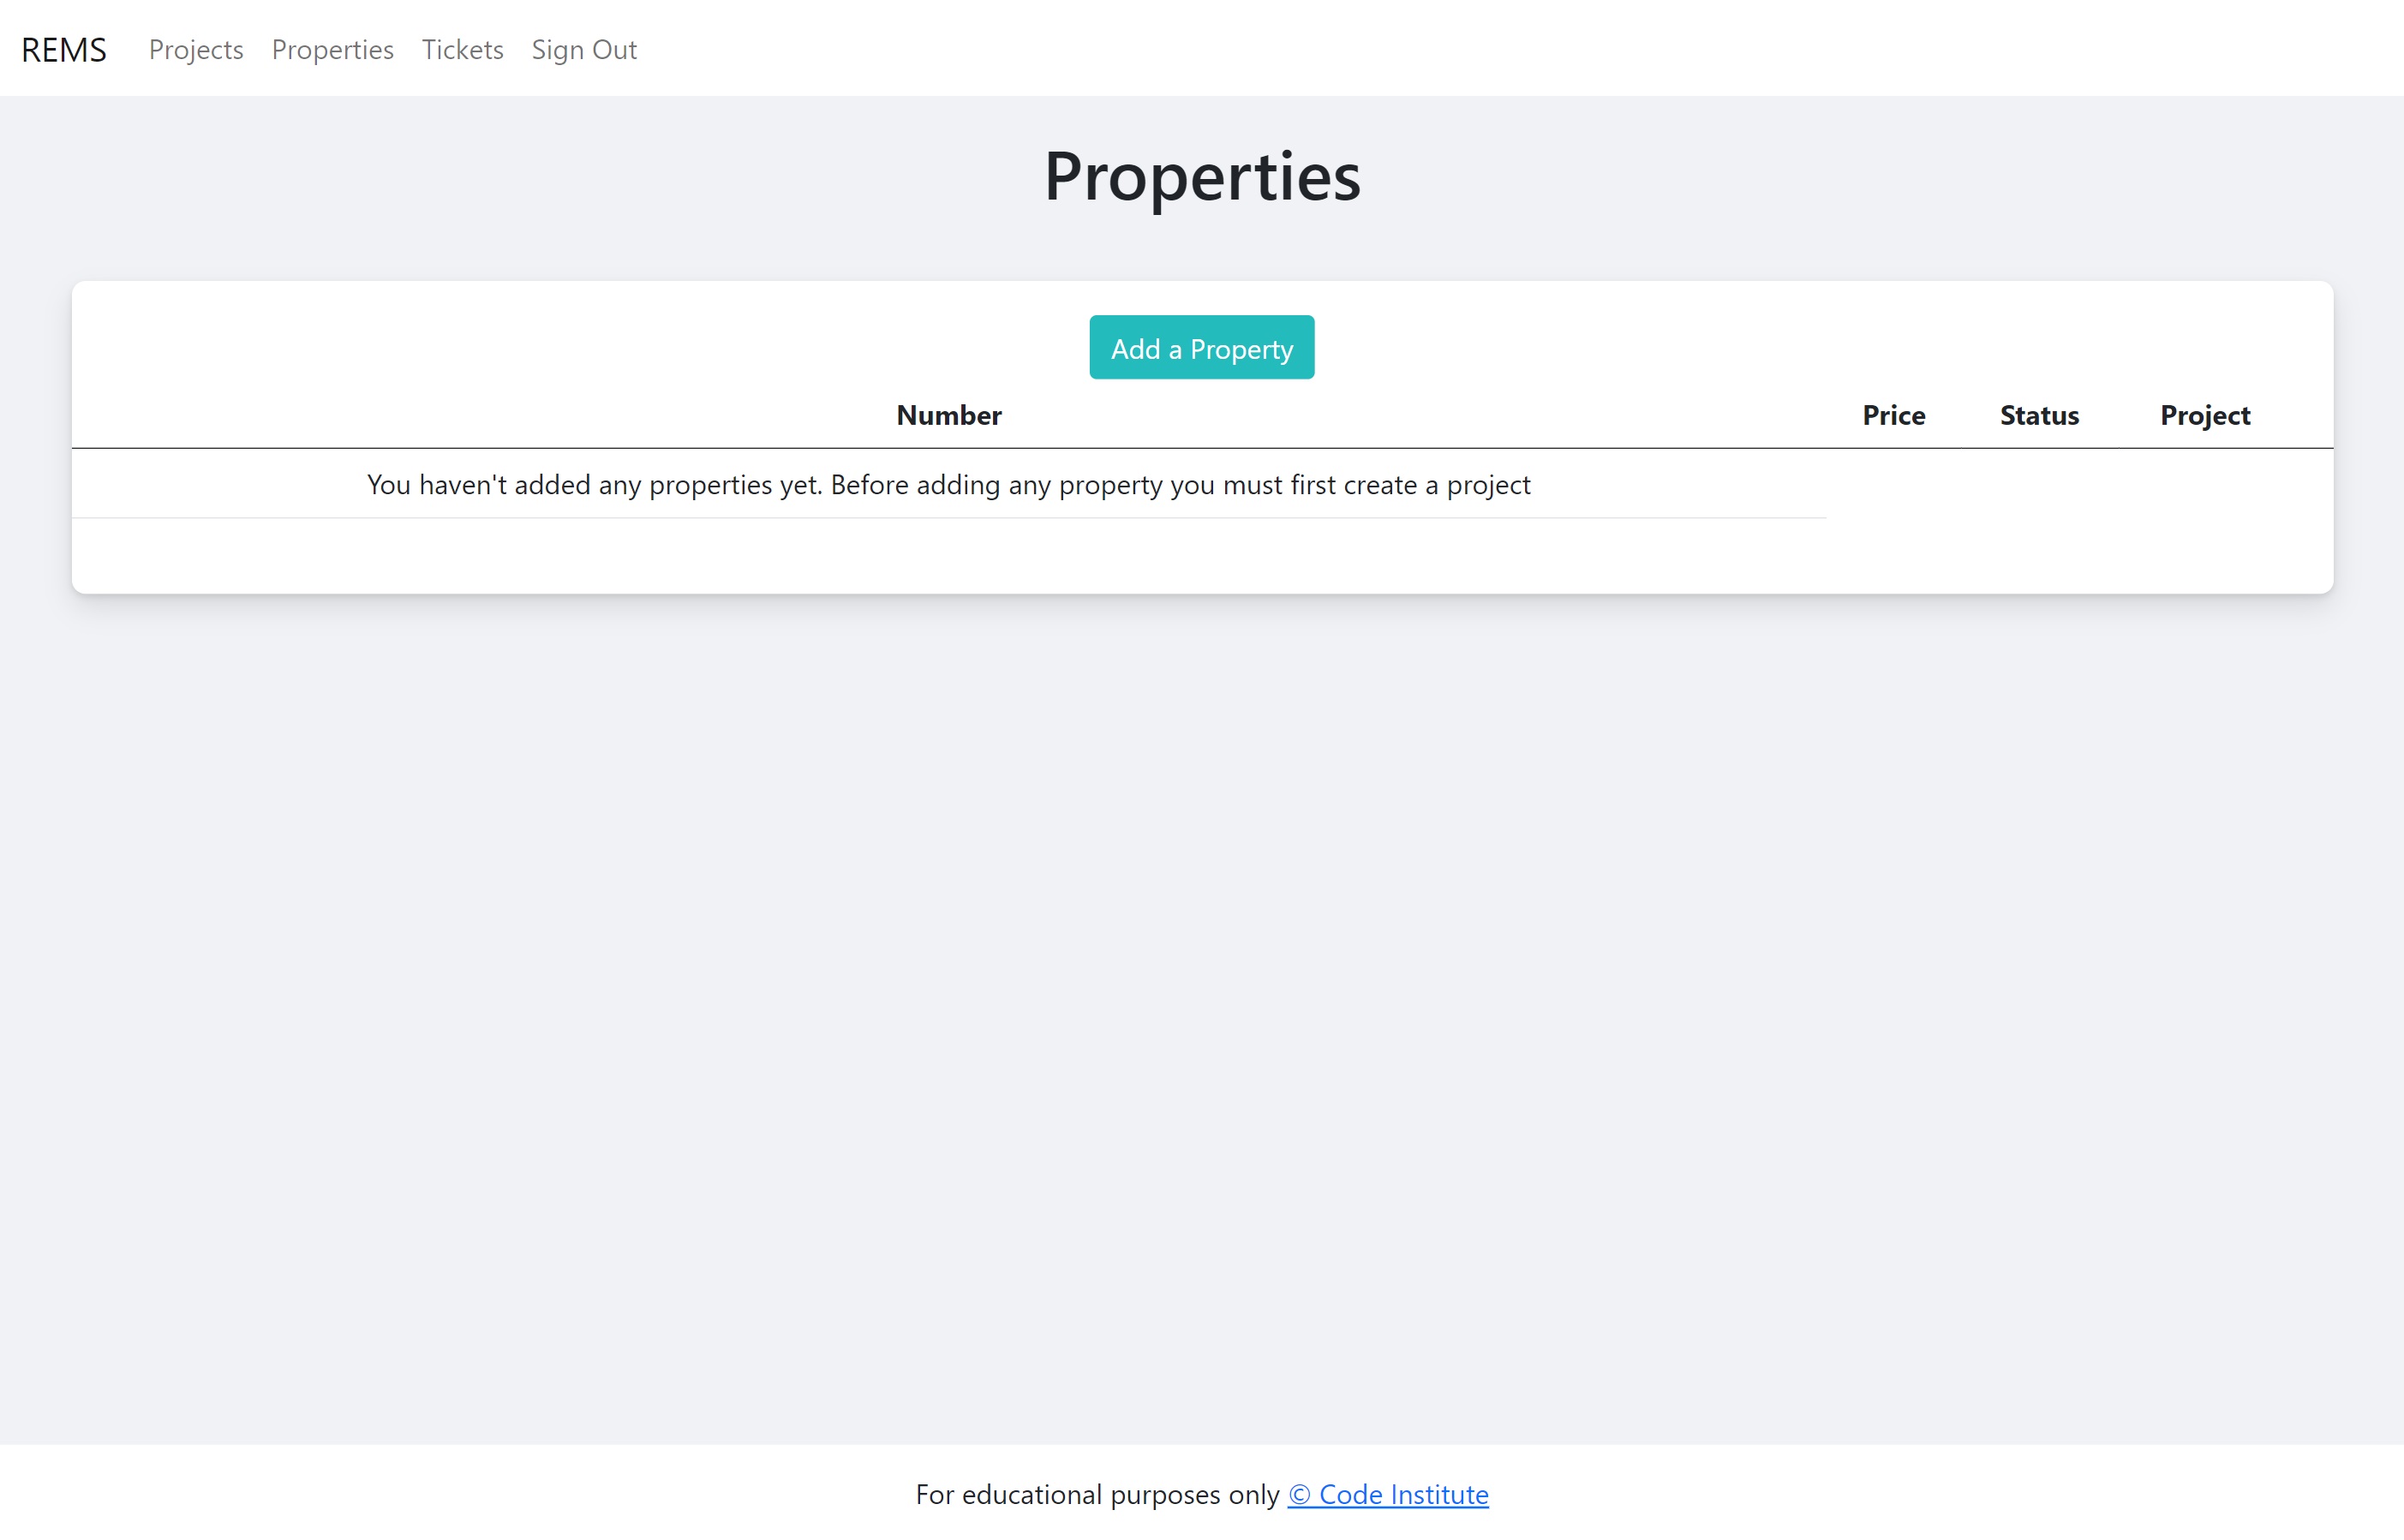 REMS Projects Properties Tickets Sign Out
Properties
Add a Property
Number Price Status Project
You haven't added any properties yet. Before adding any property you must first create a project
For educational purposes only © Code Institute